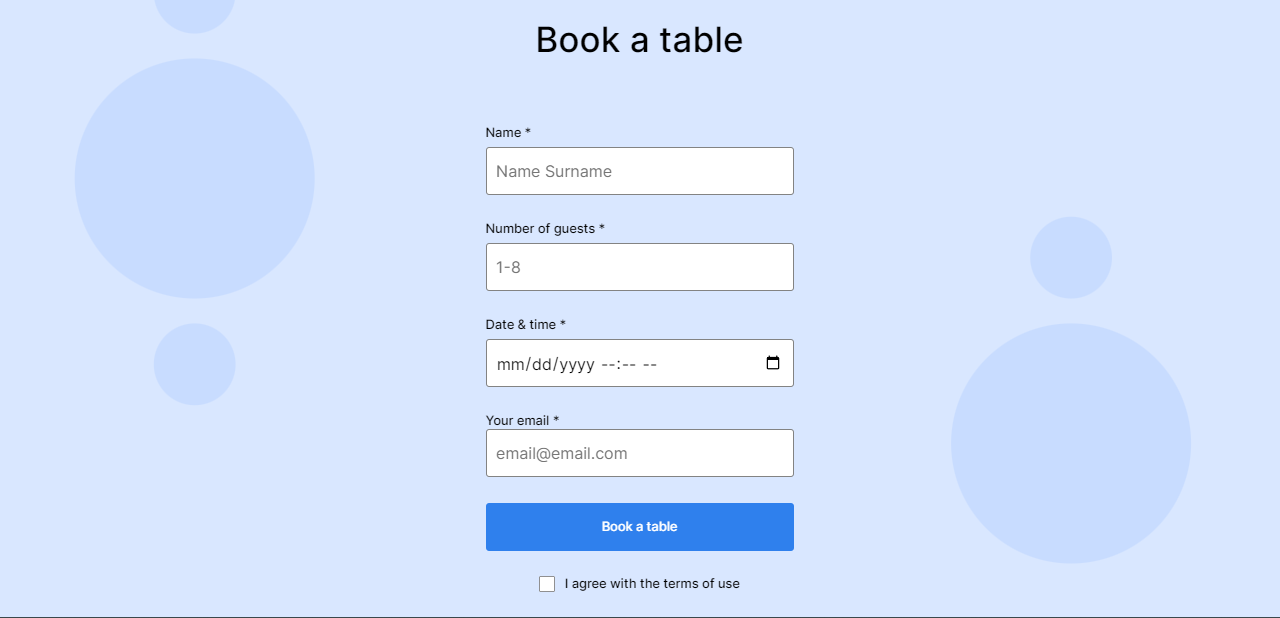 Book a table
Name *
Name Surname
Number of guests *
1-8
Date & time *
mm/dd/yyyy --:-- --
Your email *
email@email.com
Book a table
I agree with the terms of use